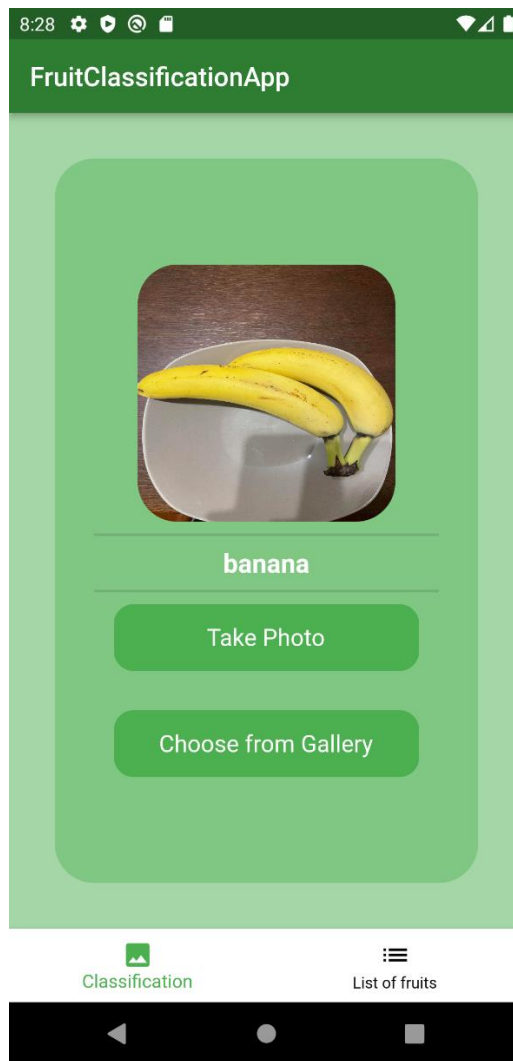 8:28
FruitClassificationApp
banana
Take Photo
Choose from Gallery
Classification
List of fruits